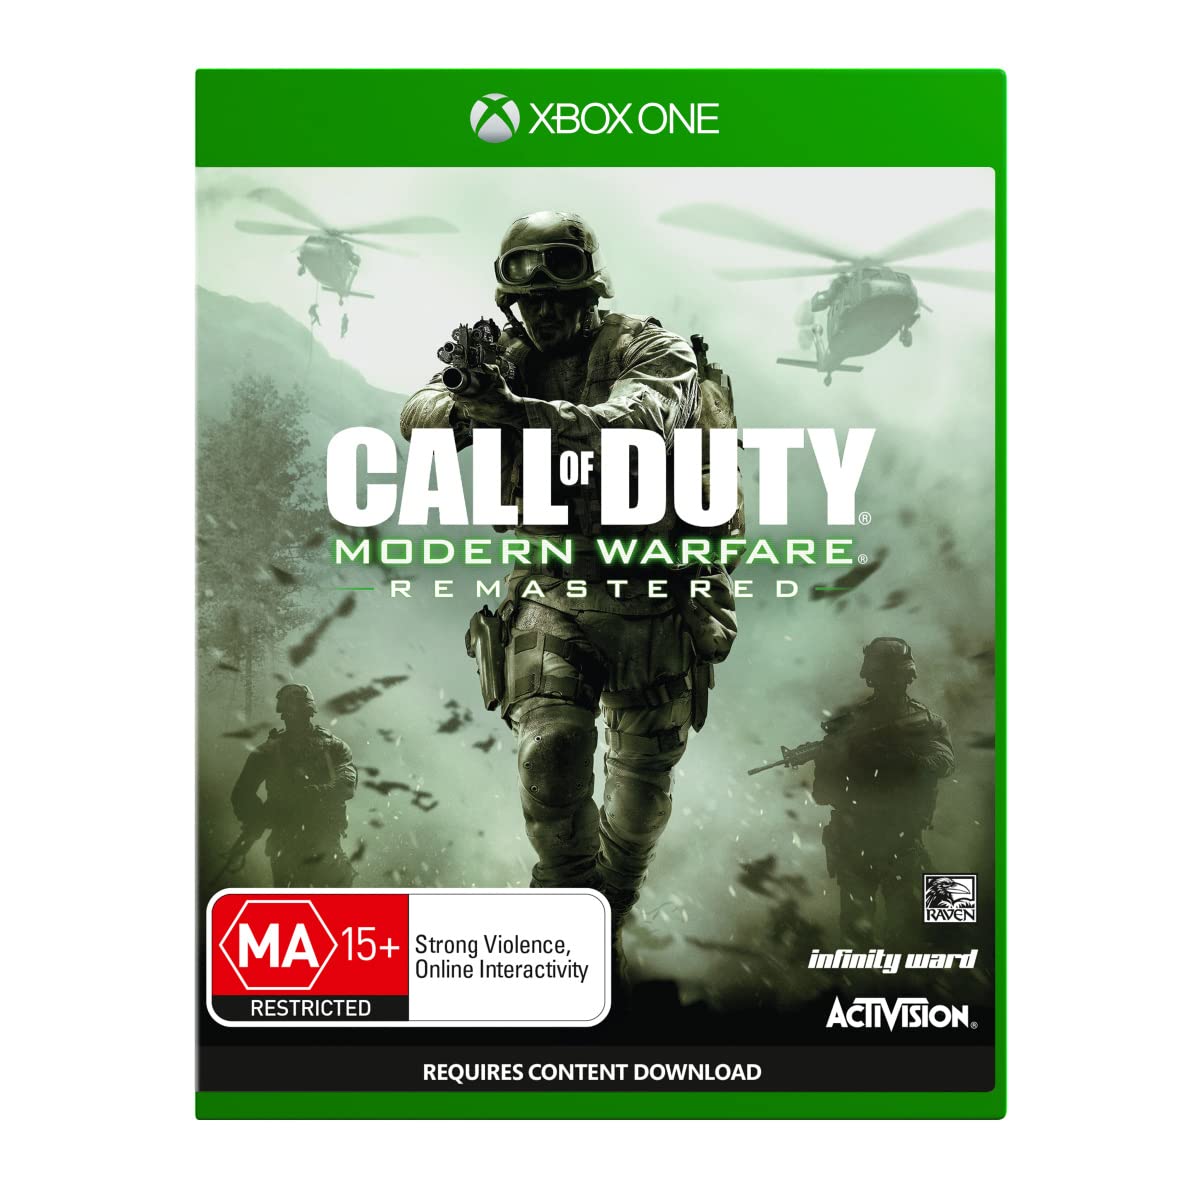 XBOX ONE
CALL OF DUTY®
MODERN WARFARE®
REMASTERED
RAVEN
infinity ward
MA 15+
Strong Violence,
Online Interactivity
RESTRICTED
ACTIVISION®
REQUIRES CONTENT DOWNLOAD